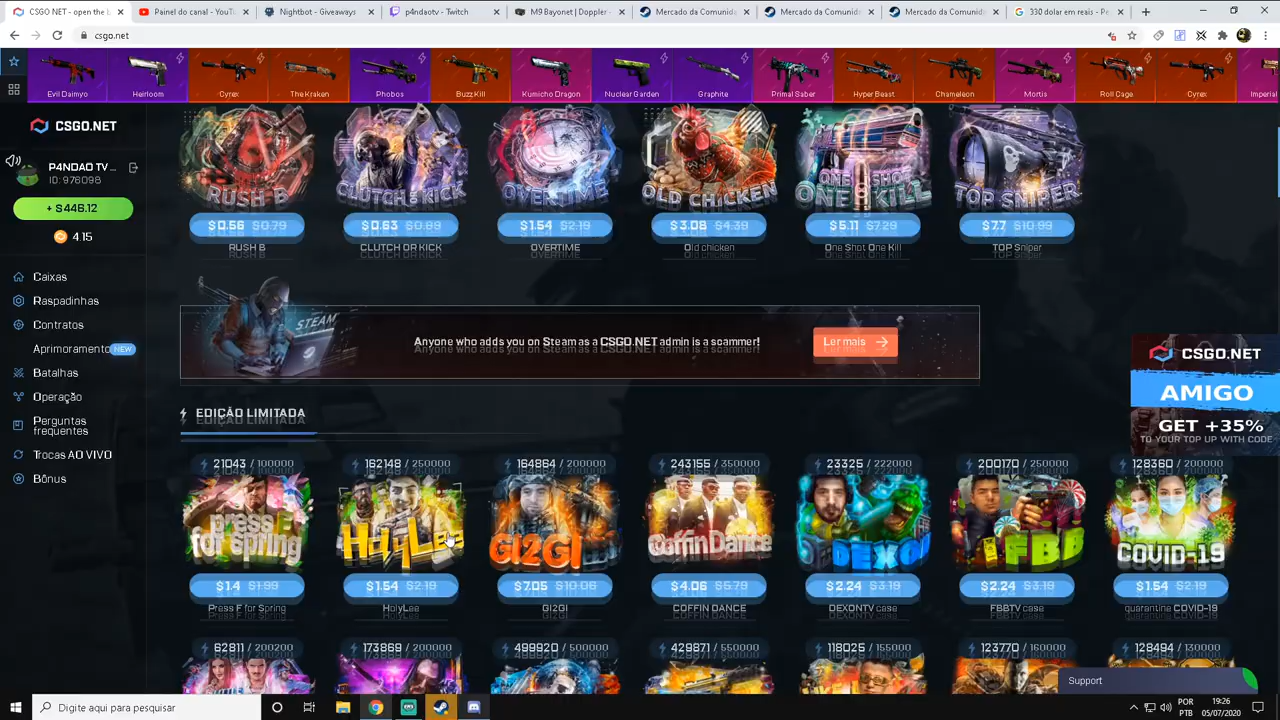 CSGO.NET - open the b
Painel do canal - YouTu
Nightbot - Giveaways
p4ndaotv - Twitch
M9 Bayonet | Doppler -
Mercado da Comunid
Mercado da Comunid
Mercado da Comunid
330 dolar em reais - Pe
csgo.net
Evil Daimyo
Heirloom
Cyrex
The Kraken
Phobos
Buzz Kill
Kumicho Dragon
Nuclear Garden
Graphite
Primal Saber
Hyper Beast
Chameleon
Mortis
Roll Cage
Cyrex
Imperial
CSGO.NET
P4NDAO TV ...
ID: 976098
+ $446.12
4.15
Caixas
Raspadinhas
Contratos
Aprimoramento NEW
Batalhas
Operação
Perguntas
frequentes
Trocas AO VIVO
Bônus
RUSH B
CLUTCH OR KICK
OVERTIME
OLD CHICKEN
ONE SHOT
ONE KILL
TOP SNIPER
$0.56 $0.79
$0.63 $0.89
$1.54 $2.19
$3.08 $4.39
$5.11 $7.29
$7.7 $10.99
RUSH B
CLUTCH OR KICK
OVERTIME
Old chicken
One Shot One Kill
TOP Sniper
STEAM
Anyone who adds you on Steam as a CSGO.NET admin is a scammer!
Ler mais
CSGO.NET
AMIGO
GET +35%
TO YOUR TOP UP WITH CODE
EDIÇÃO LIMITADA
21043 / 100000
162148 / 250000
164864 / 200000
243155 / 350000
23325 / 222000
200170 / 250000
128360 / 200000
press F
for spring
HolyLee
GI2GI
Coffin Dance
DEXON
FBB
COVID-19
$1.4 $1.99
$1.54 $2.19
$7.05 $10.06
$4.06 $5.79
$2.24 $3.19
$2.24 $3.19
$1.54 $2.19
Press F for Spring
HolyLee
GI2GI
COFFIN DANCE
DEXONTV case
FBBTV case
quarantine COVID-19
62811 / 200200
173869 / 200000
499920 / 500000
429871 / 550000
118025 / 155000
123770 / 160000
128494 / 130000
Support
Digite aqui para pesquisar
POR
PTB
19:26
05/07/2020